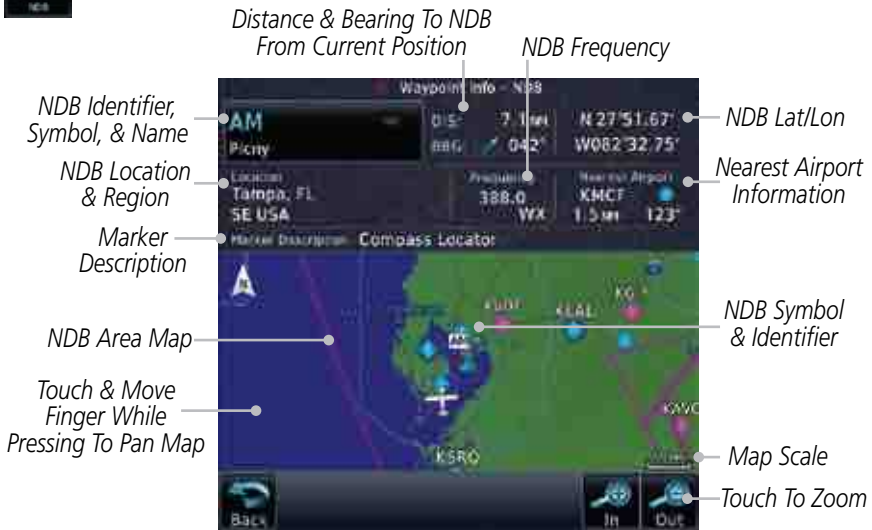 NDB
Distance & Bearing To NDB
From Current Position
NDB Frequency
NDB Identifier,
Symbol, & Name
NDB Location
& Region
Marker
Description
NDB Area Map
Touch & Move
Finger While
Pressing To Pan Map
NDB Lat/Lon
Nearest Airport
Information
NDB Symbol
& Identifier
Map Scale
Touch To Zoom
Waypoint Info - NDB
AM
Picny
DIS 7.1NM
BRG 042°
N 27°51.67'
W082°32.75'
Location
Tampa, FL
SE USA
Frequency
388.0
WX
Nearest Airport
KMCF
1.5NM 123°
Marker Description Compass Locator
N
KLAL
KSRQ
Back
In
Out